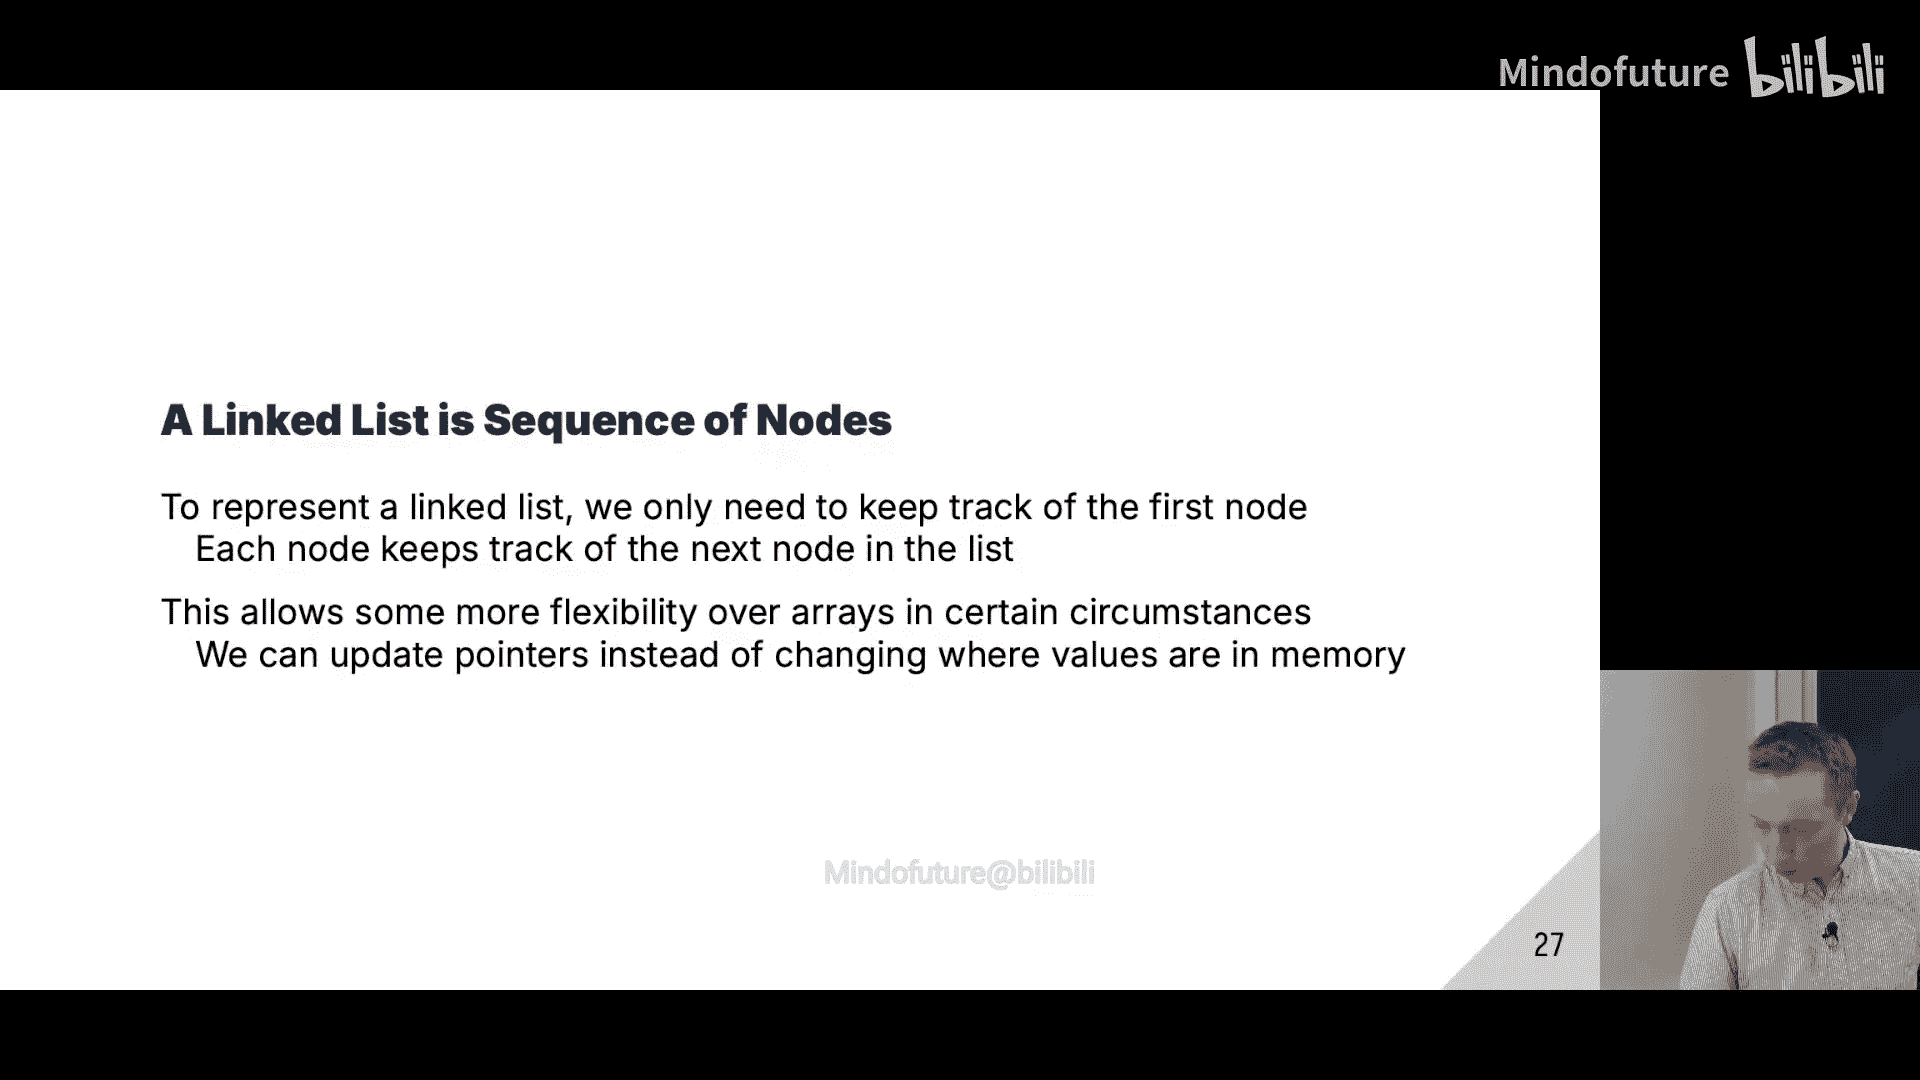 Mindofuture bilibili
A Linked List is Sequence of Nodes
To represent a linked list, we only need to keep track of the first node
Each node keeps track of the next node in the list
This allows some more flexibility over arrays in certain circumstances
We can update pointers instead of changing where values are in memory
Mindofuture@bilibili
27